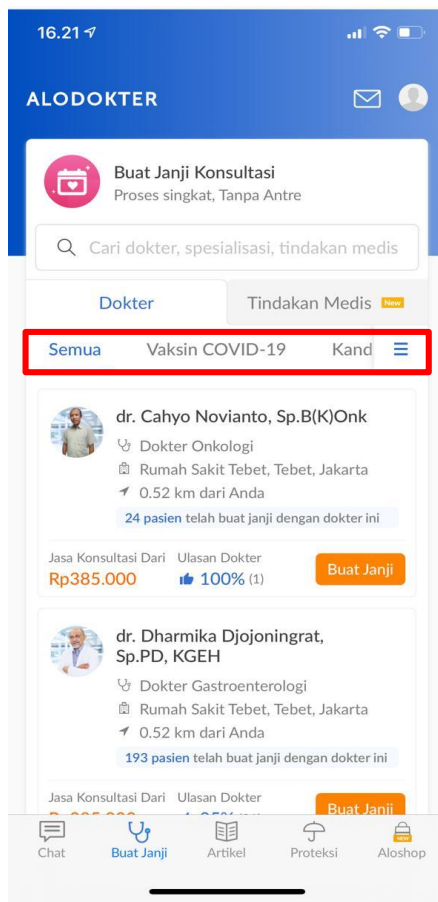 16.21
ALODOKTER
Buat Janji Konsultasi
Proses singkat, Tanpa Antre
Cari dokter, spesialisasi, tindakan medis
Dokter
Tindakan Medis New
Semua Vaksin COVID-19 Kand
dr. Cahyo Novianto, Sp.B(K)Onk
Dokter Onkologi
Rumah Sakit Tebet, Tebet, Jakarta
0.52 km dari Anda
24 pasien telah buat janji dengan dokter ini
Jasa Konsultasi Dari Ulasan Dokter
Rp385.000 100% (1)
Buat Janji
dr. Dharmika Djojoningrat,
Sp.PD, KGEH
Dokter Gastroenterologi
Rumah Sakit Tebet, Tebet, Jakarta
0.52 km dari Anda
193 pasien telah buat janji dengan dokter ini
Jasa Konsultasi Dari Ulasan Dokter
Buat Janji
Chat Buat Janji Artikel Proteksi Aloshop